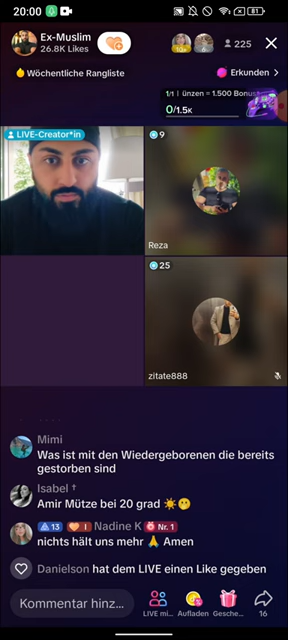 20:00
81
Ex-Muslim
26.8K Likes
225
Wöchentliche Rangliste
Erkunden
1/1 | ünzen = 1.500 Bonus
0/1.5K
LIVE-Creator*in
9
Reza
25
zitate888
Mimi
Was ist mit den Wiedergeborenen die bereits
gestorben sind
Isabel †
Amir Mütze bei 20 grad ☀️😬
13 I Nadine K Nr. 1
nichts hält uns mehr 🙏 Amen
Danielson hat dem LIVE einen Like gegeben
Kommentar hinz...
LIVE mi...
Aufladen
Gesche...
16